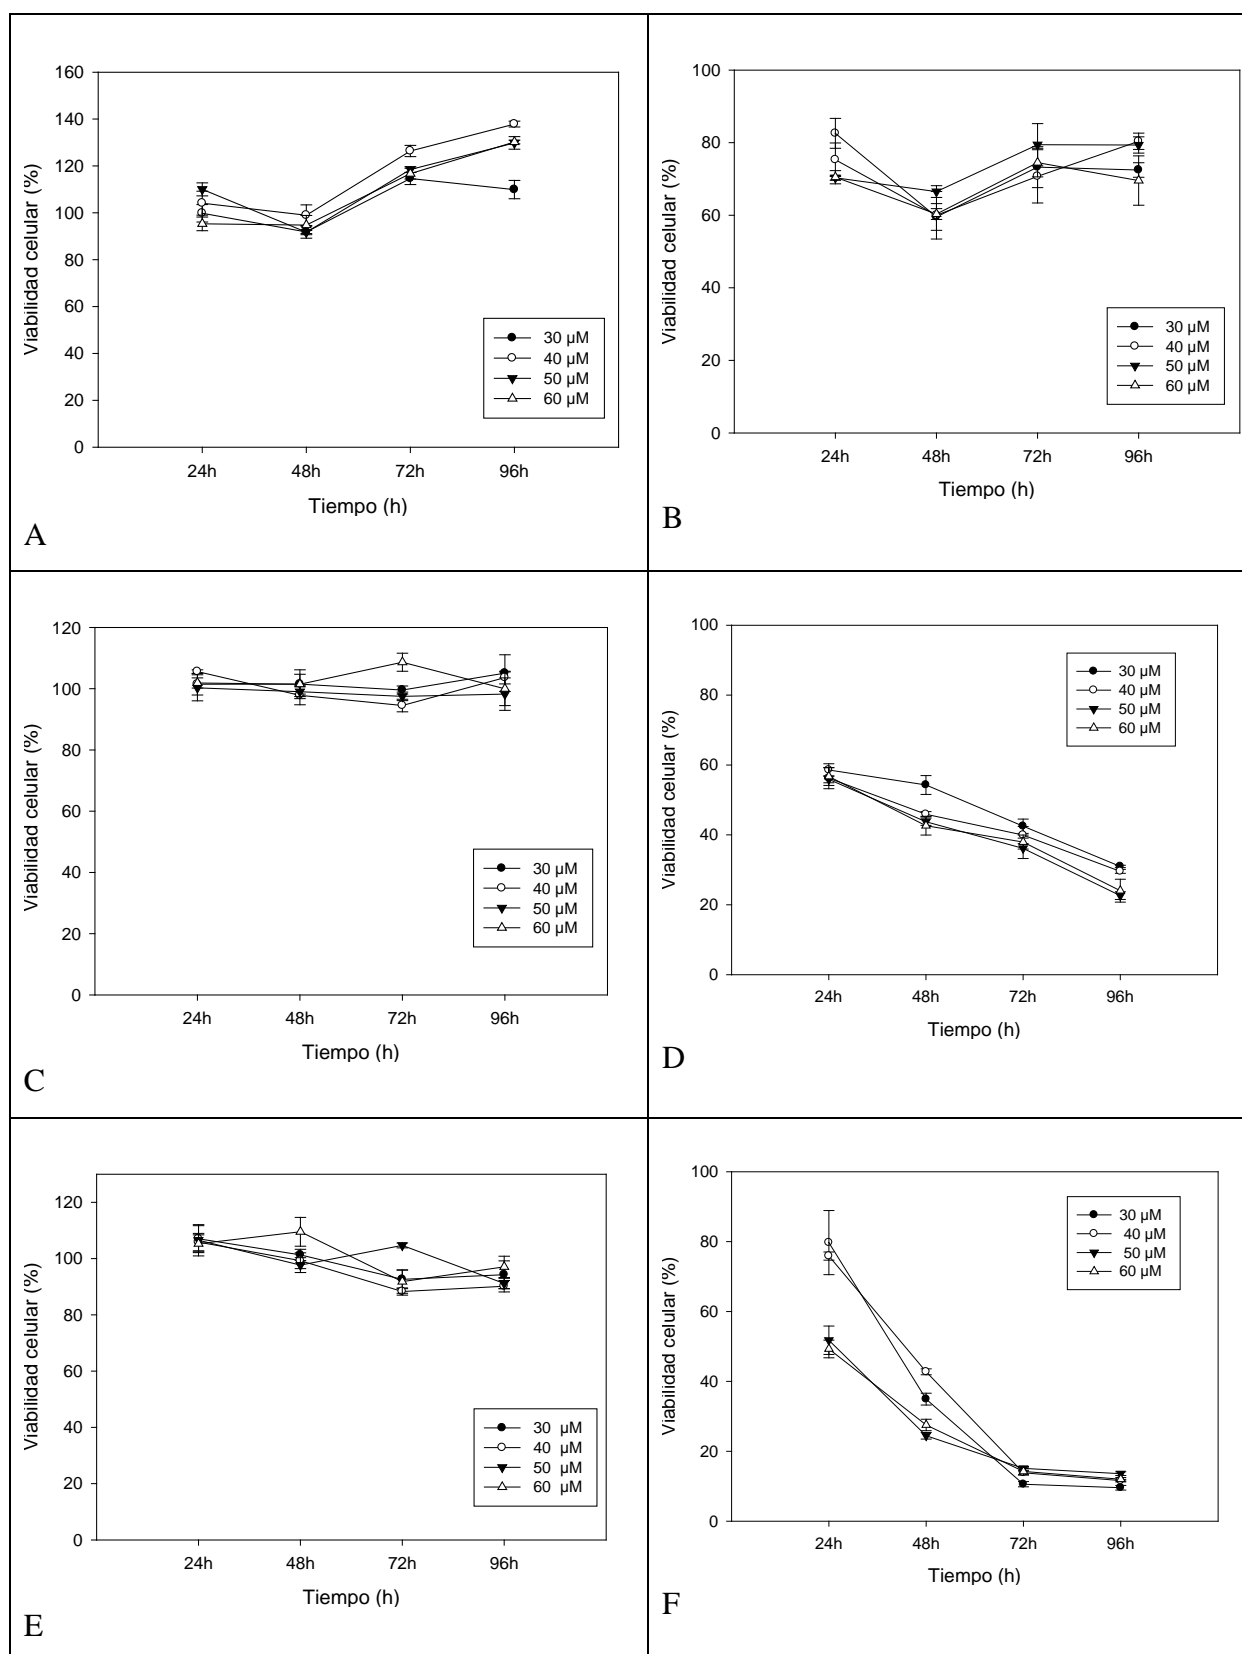 160
140
120
100
80
60
40
20
0
Viabilidad celular (%)
30 µM
40 µM
50 µM
60 µM
24h 48h 72h 96h
Tiempo (h)
A
100
80
60
40
20
0
Viabilidad celular (%)
30 µM
40 µM
50 µM
60 µM
24h 48h 72h 96h
Tiempo (h)
B
120
100
80
60
40
20
0
Viabilidad celular (%)
30 µM
40 µM
50 µM
60 µM
24h 48h 72h 96h
Tiempo (h)
C
100
80
60
40
20
0
Viabilidad celular (%)
30 µM
40 µM
50 µM
60 µM
24h 48h 72h 96h
Tiempo (h)
D
120
100
80
60
40
20
0
Viabilidad celular (%)
30 µM
40 µM
50 µM
60 µM
24h 48h 72h 96h
Tiempo (h)
E
100
80
60
40
20
0
Viabilidad celular (%)
30 µM
40 µM
50 µM
60 µM
24h 48h 72h 96h
Tiempo (h)
F